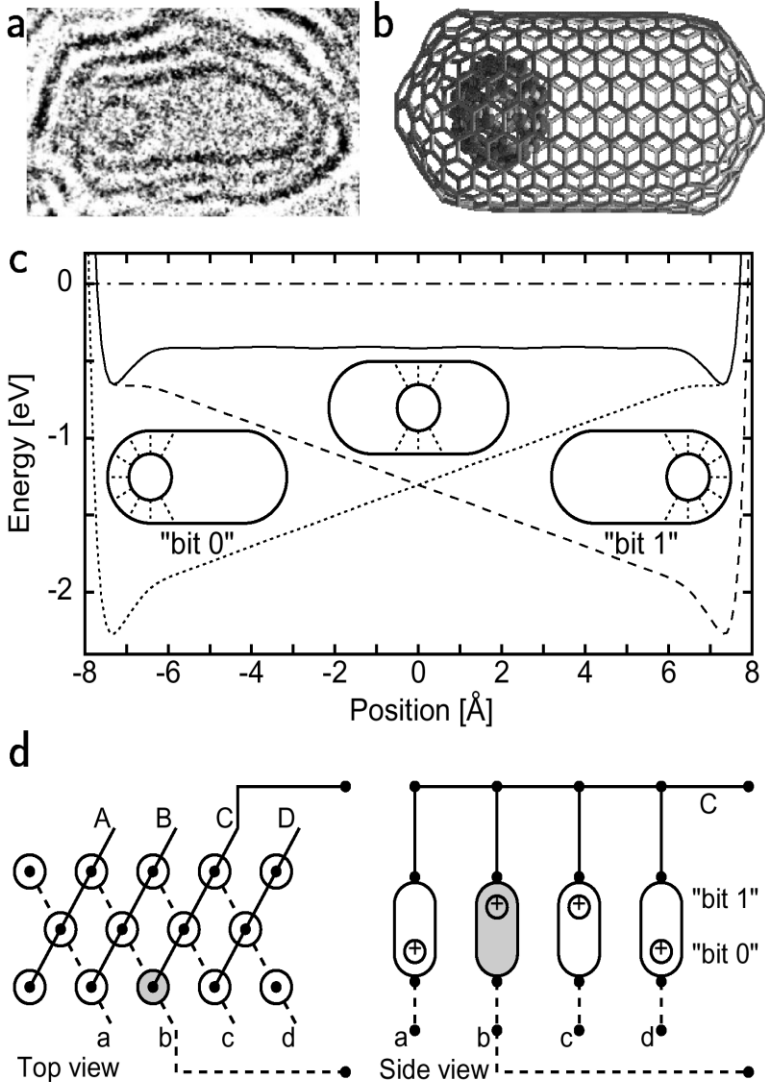 a b
c
0
-1
-2
Energy [eV]
"bit 0" "bit 1"
-8 -6 -4 -2 0 2 4 6 8
Position [Å]
d
A B C D
a b c d
Top view
C
+ + + +
"bit 1"
"bit 0"
a b c d
Side view